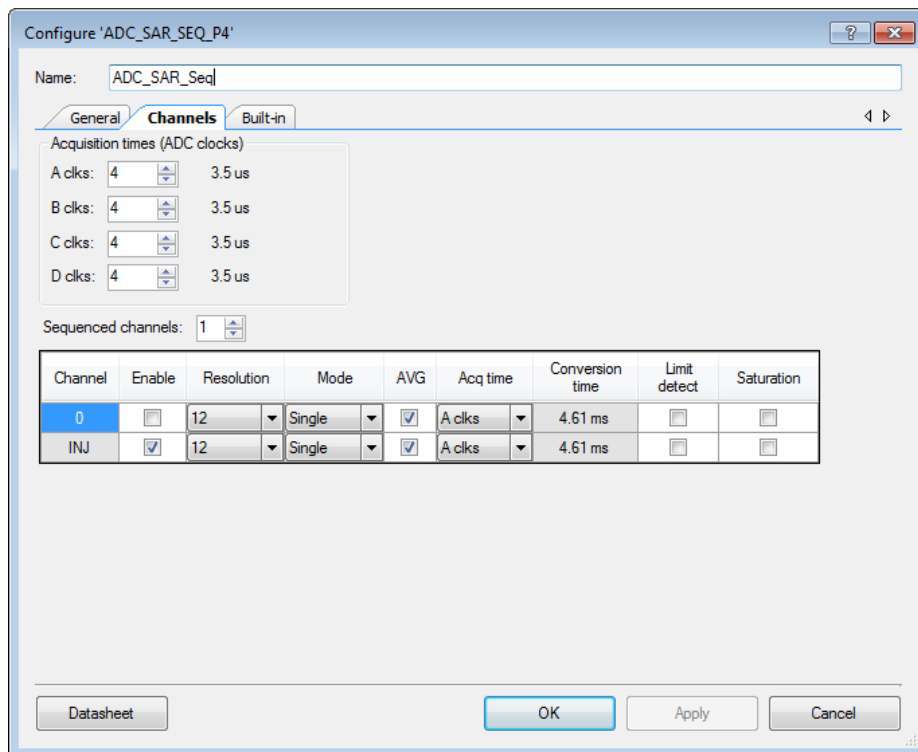 Configure 'ADC_SAR_SEQ_P4'
Name: ADC_SAR_Seq
General Channels Built-in
Acquisition times (ADC clocks)
A clks: 4 3.5 us
B clks: 4 3.5 us
C clks: 4 3.5 us
D clks: 4 3.5 us
Sequenced channels: 1
Channel Enable Resolution Mode AVG Acq time Conversion time Limit detect Saturation
0 12 Single A clks 4.61 ms
INJ 12 Single A clks 4.61 ms
Datasheet OK Apply Cancel